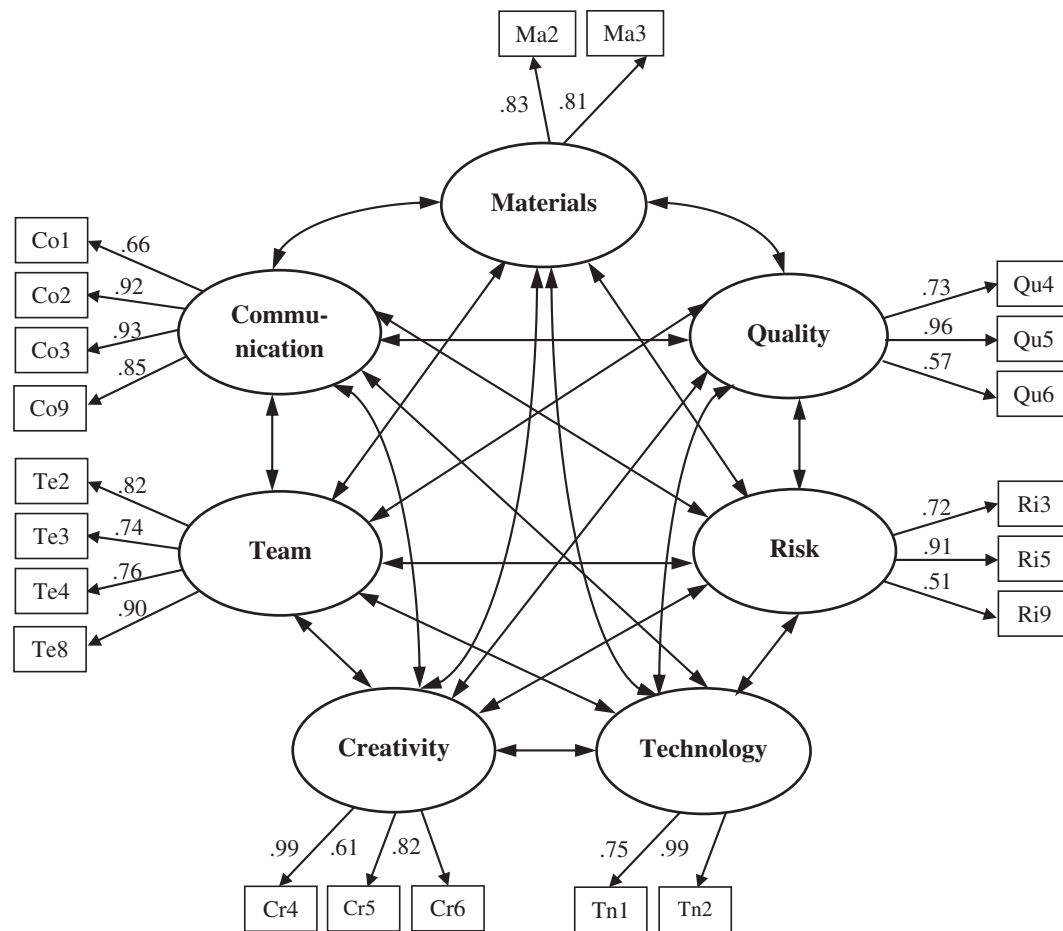 Ma2
Ma3
.83
.81
Materials
Co1
.66
Co2
.92
Co3
.93
Co9
.85
Commu-
nication
Quality
.73
Qu4
.96
Qu5
.57
Qu6
Te2
.82
Te3
.74
Te4
.76
Te8
.90
Team
Risk
.72
Ri3
.91
Ri5
.51
Ri9
Creativity
Technology
.99
.61
.82
.75
.99
Cr4
Cr5
Cr6
Tn1
Tn2